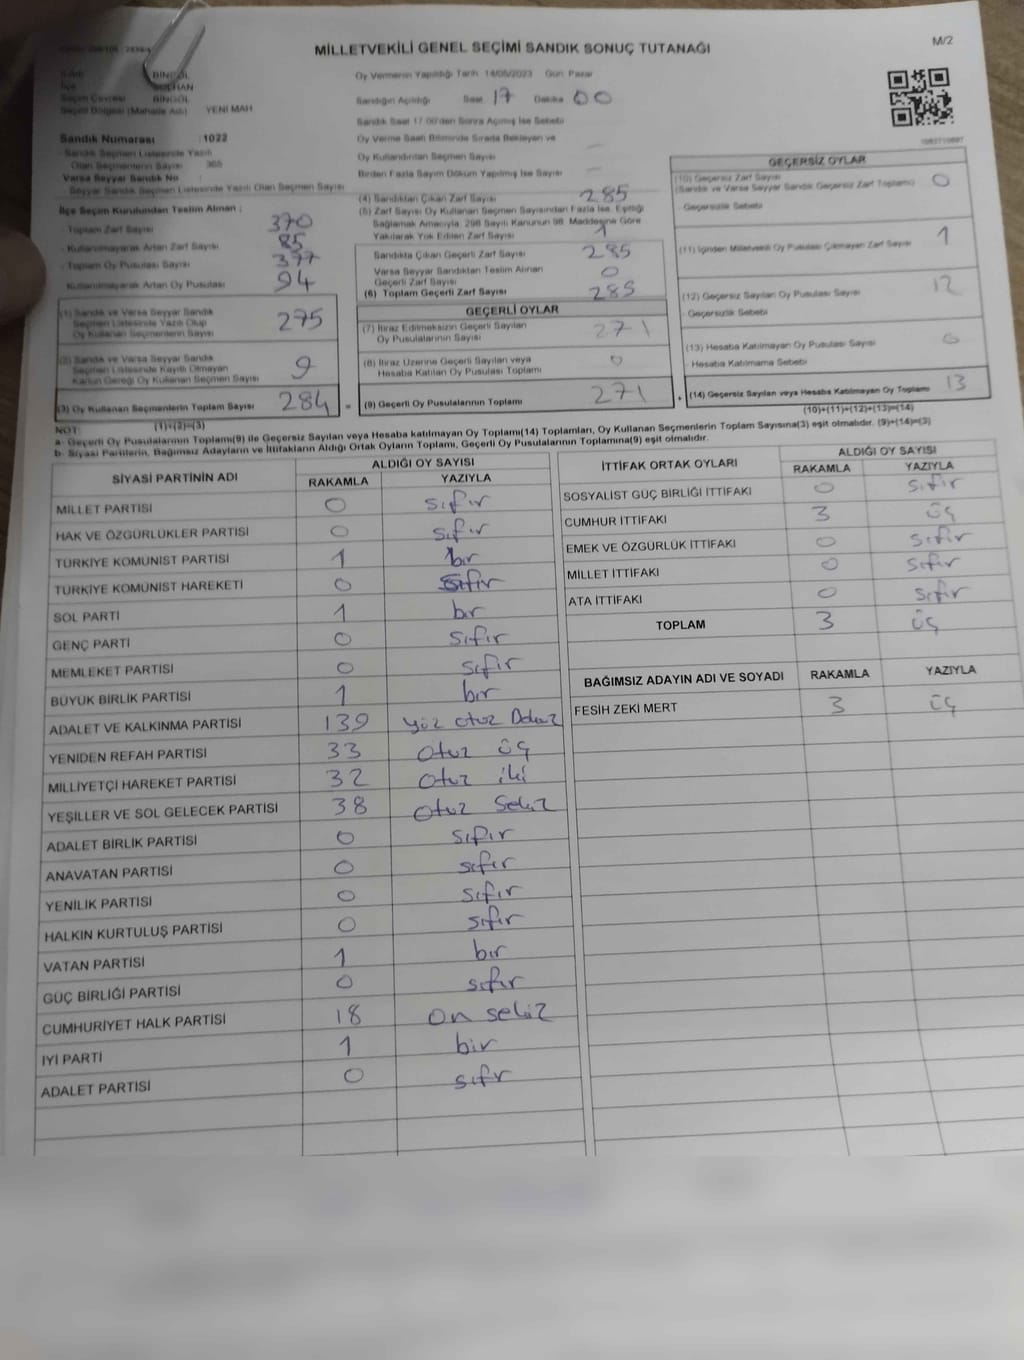 MİLLETVEKİLİ GENEL SEÇİMİ SANDIK SONUÇ TUTANAĞI
M/2
BİNGÖL
BİNGÖL
YENİ MAH
Sandık Numarası : 1022
- Sandık Seçmen Listesinde Yazılı
Olan Seçmenlerin Sayısı 365
Varsa Seyyar Sandık No :
- Seyyar Sandık Seçmen Listesinde Yazılı Olan Seçmen Sayısı
İlçe Seçim Kurulundan Teslim Alınan :
- Toplam Zarf Sayısı 370
- Kullanılmayarak Artan Zarf Sayısı 85
- Toplam Oy Pusulası Sayısı 377
Kullanılmayarak Artan Oy Pusulası 94
Oy Vermenin Yapıldığı Tarih 14/05/2023 Gün Pazar
Sandığın Açıldığı Saat 17 Dakika 00
Sandık Saat 17.00'den Sonra Açılmış İse Sebebi
Oy Verme Saati Bitiminde Sırada Bekleyen ve
Oy Kullandırılan Seçmen Sayısı -
Birden Fazla Sayım Döküm Yapılmış İse Sayısı -
(4) Sandıktan Çıkan Zarf Sayısı 285
(5) Zarf Sayısı Oy Kullanan Seçmen Sayısından Fazla İse, Eşitliği
Sağlamak Amacıyla, 298 Sayılı Kanunun 98. Maddesine Göre
Yakılarak Yok Edilen Zarf Sayısı 1
Sandıkta Çıkan Geçerli Zarf Sayısı 285
Varsa Seyyar Sandıktan Teslim Alınan
Geçerli Zarf Sayısı 0
(6) Toplam Geçerli Zarf Sayısı 285
GEÇERSİZ OYLAR
(10) Geçersiz Zarf Sayısı
(Sandık ve Varsa Seyyar Sandık Geçersiz Zarf Toplamı) 0
Geçersizlik Sebebi
(11) İçinden Milletvekili Oy Pusulası Çıkmayan Zarf Sayısı 1
(12) Geçersiz Sayılan Oy Pusulası Sayısı 12
Geçersizlik Sebebi
(13) Hesaba Katılmayan Oy Pusulası Sayısı 0
- Hesaba Katılmama Sebebi
(14) Geçersiz Sayılan veya Hesaba Katılmayan Oy Toplamı 13
(10)+(11)+(12)+(13)=(14)
(1) Sandık ve Varsa Seyyar Sandık
Seçmen Listesinde Yazılı Olup
Oy Kullanan Seçmenlerin Sayısı 275
(2) Sandık ve Varsa Seyyar Sandık
Seçmen Listesinde Kayıtlı Olmayan
Kanun Gereği Oy Kullanan Seçmen Sayısı 9
(3) Oy Kullanan Seçmenlerin Toplam Sayısı 284 =
(1)+(2)=(3)
GEÇERLİ OYLAR
(7) İtiraz Edilmeksizin Geçerli Sayılan
Oy Pusulalarının Sayısı 271
(8) İtiraz Üzerine Geçerli Sayılan veya
Hesaba Katılan Oy Pusulası Toplamı 0
(9) Geçerli Oy Pusulalarının Toplamı 271 +
NOT:
a- Geçerli Oy Pusulalarının Toplamı(9) ile Geçersiz Sayılan veya Hesaba katılmayan Oy Toplamı(14) Toplamları, Oy Kullanan Seçmenlerin Toplam Sayısına(3) eşit olmalıdır. (9)+(14)=(3)
b- Siyasi Partilerin, Bağımsız Adayların ve İttifakların Aldığı Ortak Oyların Toplamı, Geçerli Oy Pusulalarının Toplamına(9) eşit olmalıdır.
SİYASİ PARTİNİN ADI ALDIĞI OY SAYISI
RAKAMLA YAZIYLA
MİLLET PARTİSİ 0 sıfır
HAK VE ÖZGÜRLÜKLER PARTİSİ 0 sıfır
TÜRKİYE KOMÜNİST PARTİSİ 1 bir
TÜRKİYE KOMÜNİST HAREKETİ 0 sıfır
SOL PARTİ 1 bir
GENÇ PARTİ 0 sıfır
MEMLEKET PARTİSİ 0 sıfır
BÜYÜK BİRLİK PARTİSİ 1 bir
ADALET VE KALKINMA PARTİSİ 139 yüz otuz Dokuz
YENİDEN REFAH PARTİSİ 33 otuz üç
MİLLİYETÇİ HAREKET PARTİSİ 32 otuz iki
YEŞİLLER VE SOL GELECEK PARTİSİ 38 otuz Sekiz
ADALET BİRLİK PARTİSİ 0 sıfır
ANAVATAN PARTİSİ 0 sıfır
YENİLİK PARTİSİ 0 sıfır
HALKIN KURTULUŞ PARTİSİ 0 sıfır
VATAN PARTİSİ 1 bir
GÜÇ BİRLİĞİ PARTİSİ 0 sıfır
CUMHURİYET HALK PARTİSİ 18 on sekiz
İYİ PARTİ 1 bir
ADALET PARTİSİ 0 sıfır
İTTİFAK ORTAK OYLARI ALDIĞI OY SAYISI
RAKAMLA YAZIYLA
SOSYALİST GÜÇ BİRLİĞİ İTTİFAKI 0 sıfır
CUMHUR İTTİFAKI 3 üç
EMEK VE ÖZGÜRLÜK İTTİFAKI 0 sıfır
MİLLET İTTİFAKI 0 sıfır
ATA İTTİFAKI 0 sıfır
TOPLAM 3 üç
BAĞIMSIZ ADAYIN ADI VE SOYADI RAKAMLA YAZIYLA
FESİH ZEKİ MERT 3 üç